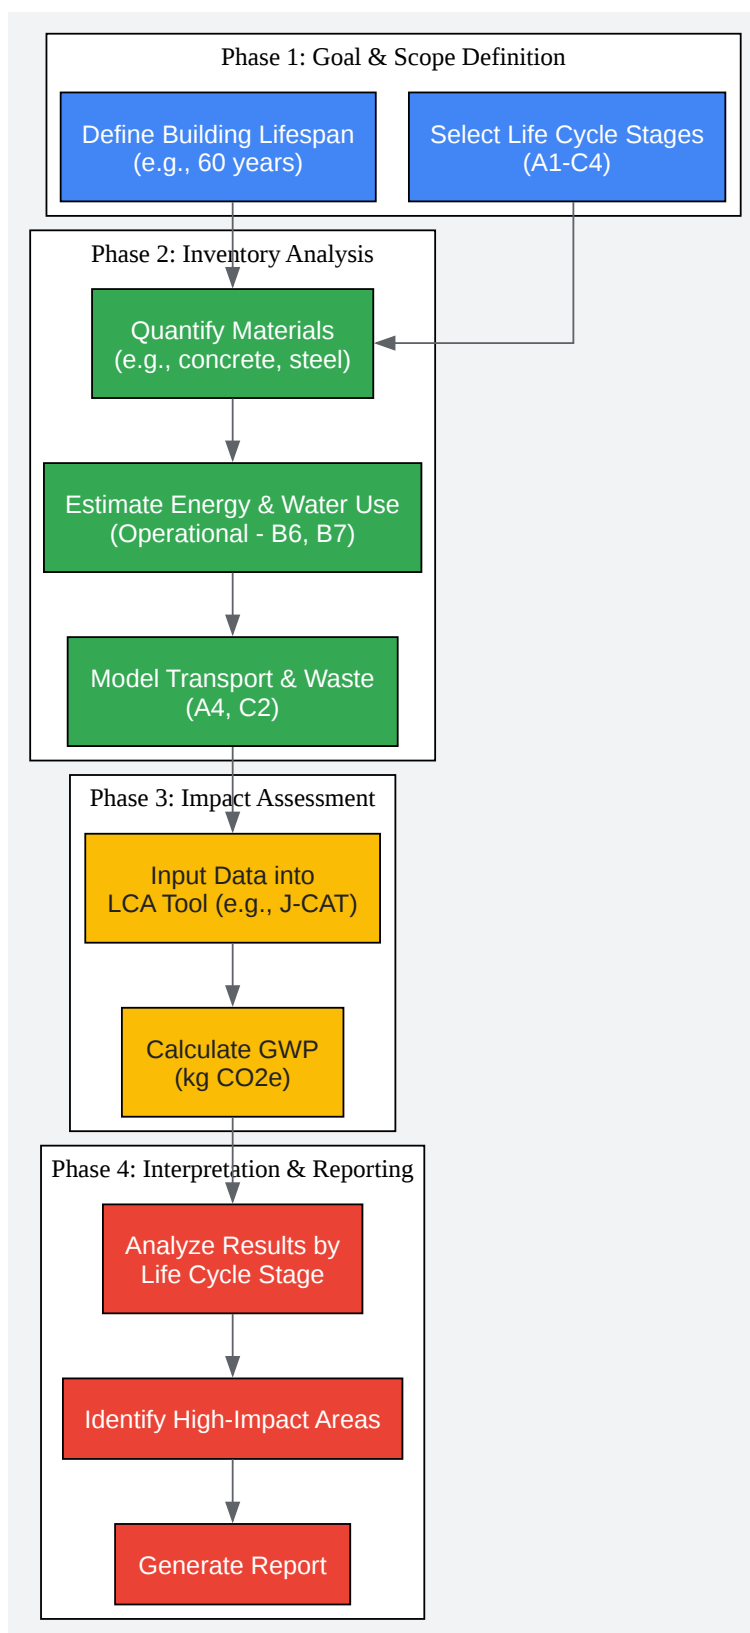 Phase 1: Goal & Scope Definition
Define Building Lifespan
(e.g., 60 years)
Select Life Cycle Stages
(A1-C4)
Phase 2: Inventory Analysis
Quantify Materials
(e.g., concrete, steel)
Estimate Energy & Water Use
(Operational - B6, B7)
Model Transport & Waste
(A4, C2)
Phase 3: Impact Assessment
Input Data into
LCA Tool (e.g., J-CAT)
Calculate GWP
(kg CO2e)
Phase 4: Interpretation & Reporting
Analyze Results by
Life Cycle Stage
Identify High-Impact Areas
Generate Report